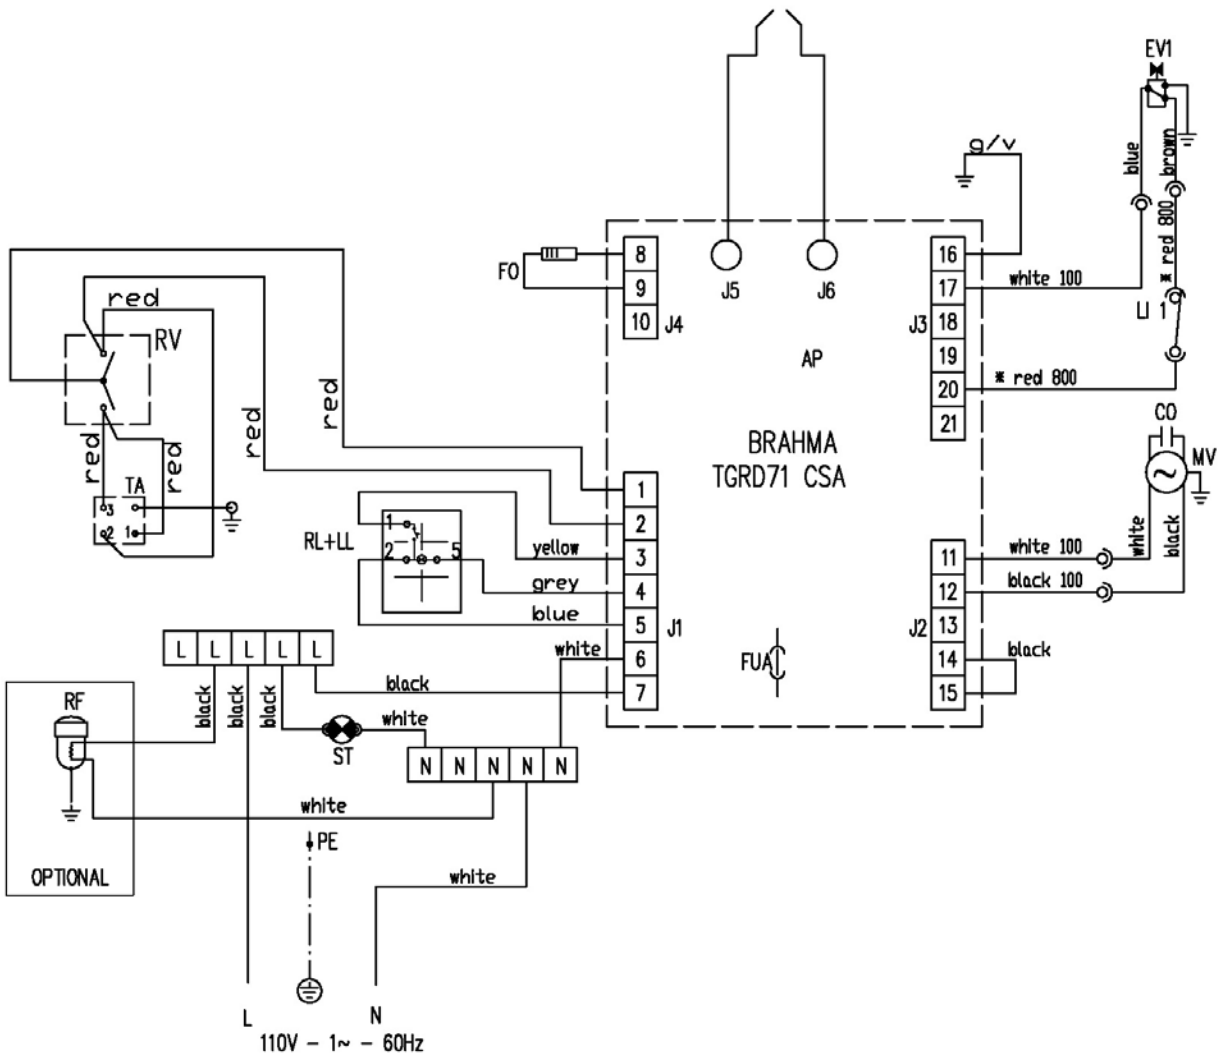 EV1
g/v
blue
brown
* red 800
8
16
FO
9
J5
J6
white 100
17
LI 1
red
10
J4
J3
18
RV
AP
19
* red 800
20
21
CO
MV
red
red
BRAHMA
TGRD71 CSA
red
red
TA
3
2
1
1
2
1
RL+LL
2
5
yellow
3
white 100
11
white
black
grey
4
black 100
12
blue
5
J1
J2
13
white
6
FUA
14
black
L
L
L
L
L
black
7
15
RF
black
black
black
white
ST
N
N
N
N
N
white
PE
OPTIONAL
white
L
N
110V - 1~ - 60Hz